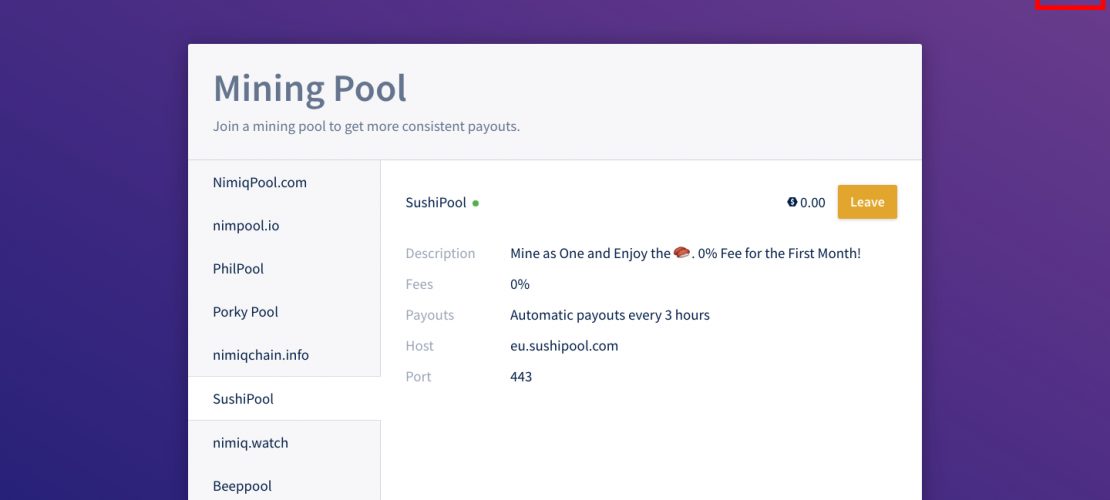 Mining Pool
Join a mining pool to get more consistent payouts.
NimiqPool.com
nimpool.io
PhilPool
Porky Pool
nimiqchain.info
SushiPool
nimiq.watch
Beeppool
SushiPool
0.00
Leave
Description Mine as One and Enjoy the 🍣. 0% Fee for the First Month!
Fees 0%
Payouts Automatic payouts every 3 hours
Host eu.sushipool.com
Port 443